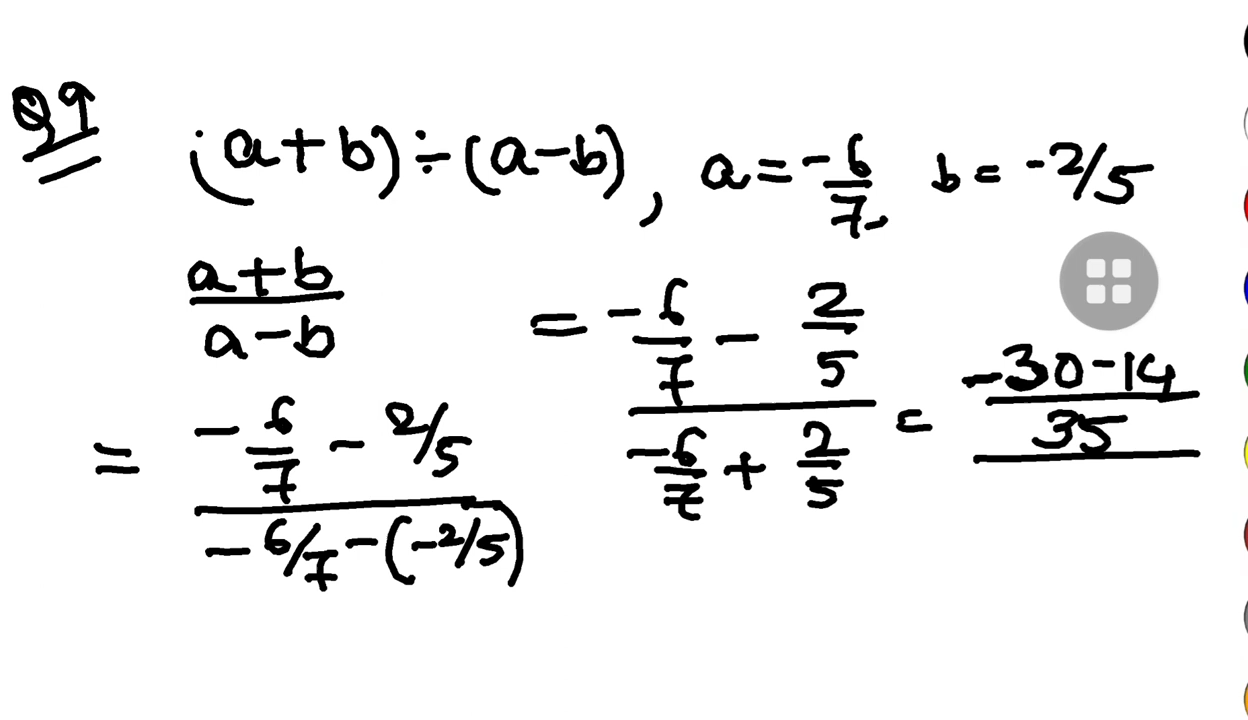 Q9
(a+b)÷(a-b), a=-6/7, b=-2/5
a+b
a-b
= -6/7 - 2/5
-6/7-(-2/5)
= -6/7 - 2/5
-6/7 + 2/5
= -30-14
35